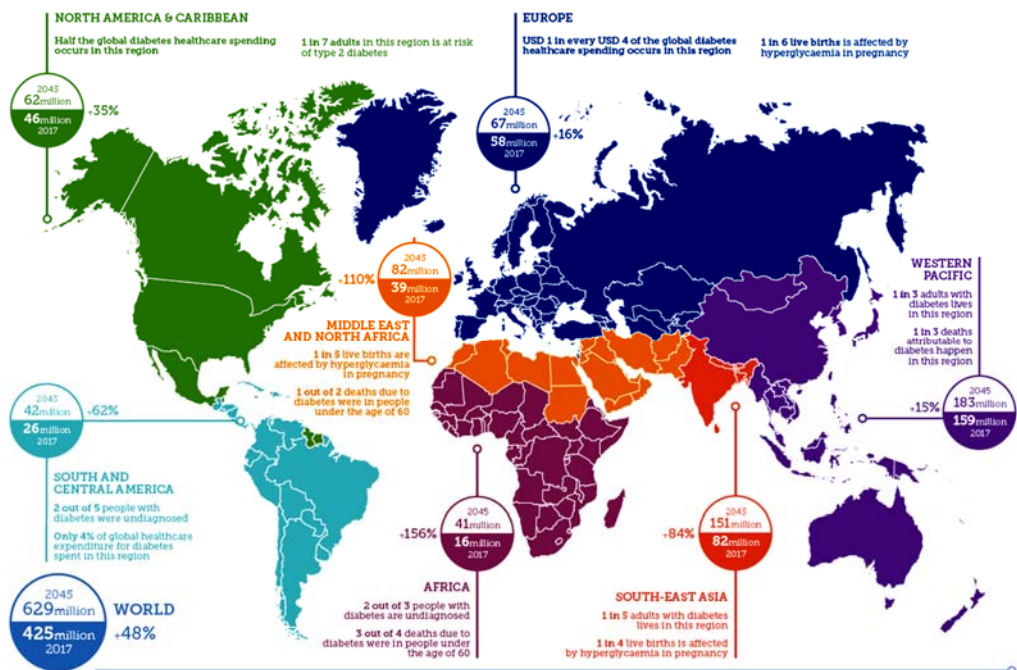 NORTH AMERICA & CARIBBEAN
Half the global diabetes healthcare spending
occurs in this region
1 in 7 adults in this region is at risk
of type 2 diabetes
2045
62million
46million
2017
+35%
EUROPE
USD 1 in every USD 4 of the global diabetes
healthcare spending occurs in this region
1 in 6 live births is affected by
hyperglycaemia in pregnancy
2045
67million
58million
2017
+16%
+110%
2045
82million
39million
2017
MIDDLE EAST
AND NORTH AFRICA
1 in 5 live births are
affected by hyperglycaemia
in pregnancy
1 out of 2 deaths due to
diabetes were in people
under the age of 60
WESTERN
PACIFIC
1 in 3 adults with
diabetes lives
in this region
1 in 3 deaths
attributable to
diabetes happen
in this region
+15%
2045
183million
159million
2017
2045
42million
26million
2017
+62%
SOUTH AND
CENTRAL AMERICA
2 out of 5 people with
diabetes were undiagnosed
Only 4% of global healthcare
expenditure for diabetes
spent in this region
+156%
2045
41million
16million
2017
AFRICA
2 out of 3 people with
diabetes are undiagnosed
3 out of 4 deaths due to
diabetes were in people under
the age of 60
+84%
2045
151million
82million
2017
SOUTH-EAST ASIA
1 in 5 adults with diabetes
lives in this region
1 in 4 live births is affected
by hyperglycaemia in pregnancy
2045
629million
425million
2017
WORLD
+48%